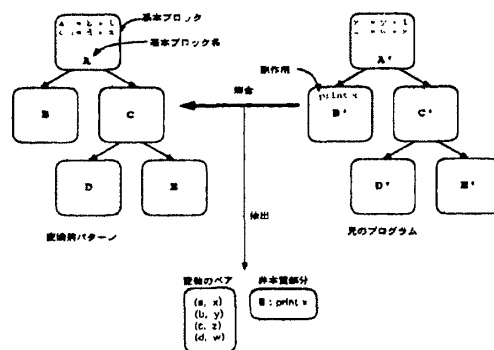 基本ブロック
基本ブロック名
A
B
C
D
E
変換前パターン
照合
抽出
副作用
A'
print x
B'
C'
D'
E'
元のプログラム
変数のペア
(a, x)
(b, y)
(c, z)
(d, w)
非本質部分
B : print x